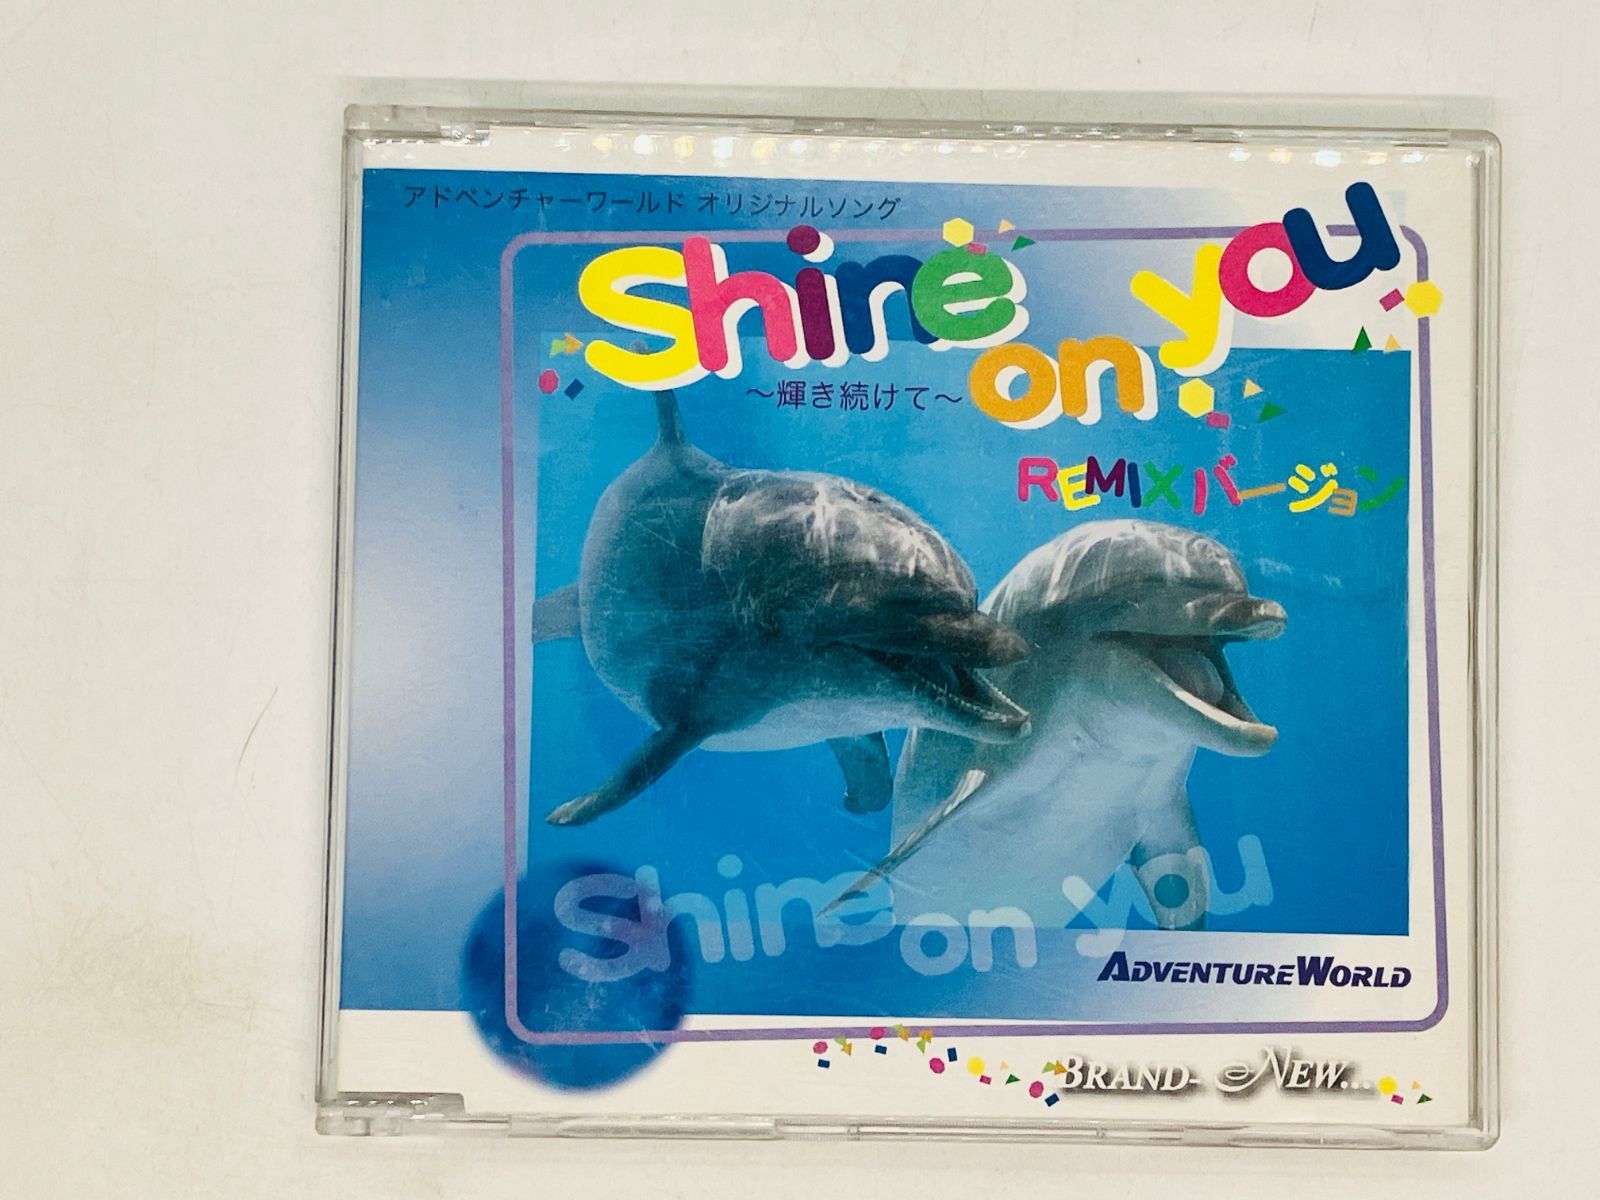 アドベンチャーワールド オリジナルソング
Shine on you
～輝き続けて～
REMIXバージョン
Shine on you
ADVENTUREWORLD
BRAND- NEW...